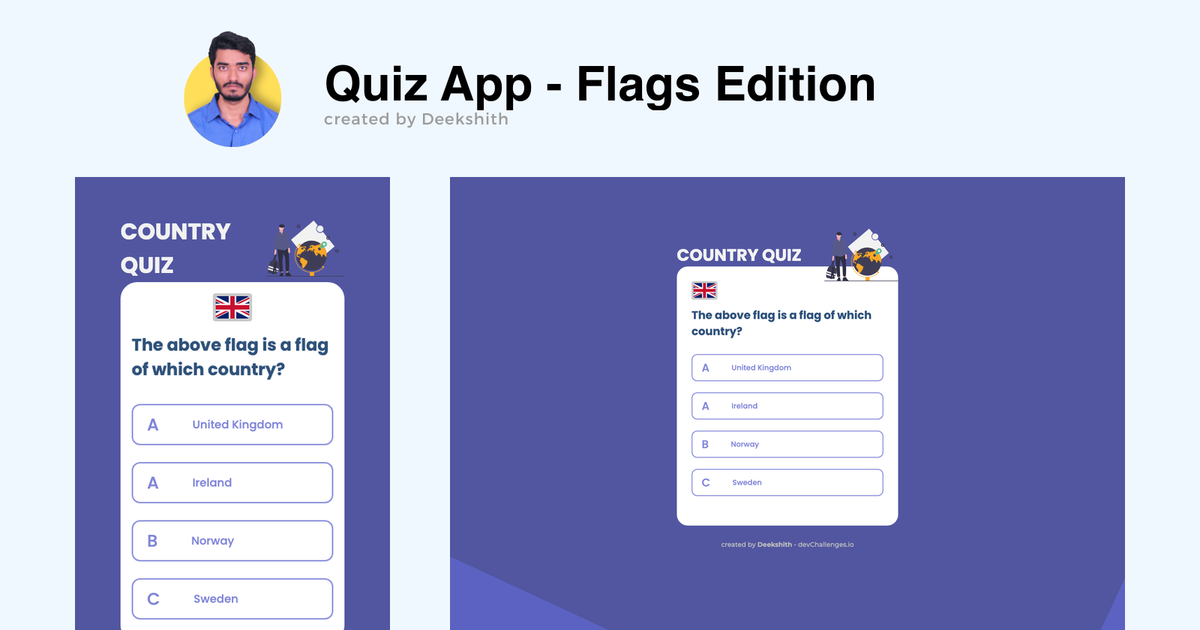 Quiz App - Flags Edition
created by Deekshith
COUNTRY
QUIZ
The above flag is a flag
of which country?
A United Kingdom
A Ireland
B Norway
C Sweden
COUNTRY QUIZ
The above flag is a flag of which
country?
A United Kingdom
A Ireland
B Norway
C Sweden
created by Deekshith - devChallenges.io